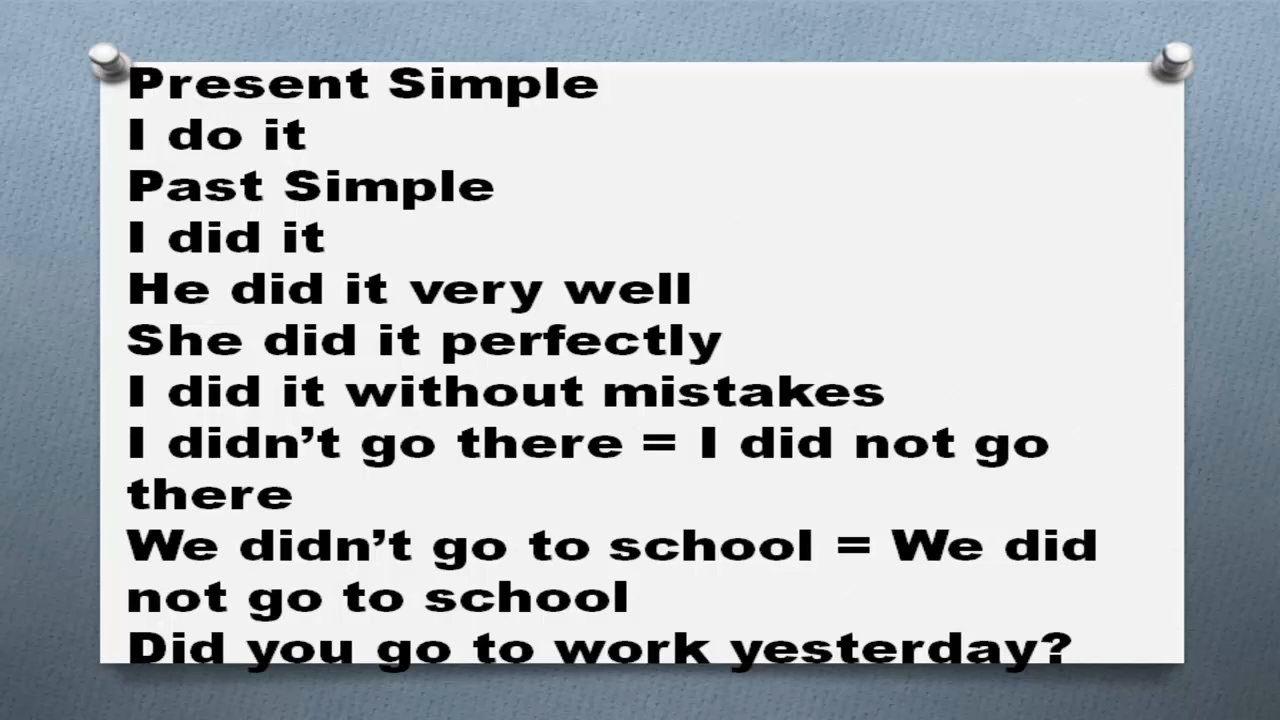 Present Simple
I do it
Past Simple
I did it
He did it very well
She did it perfectly
I did it without mistakes
I didn’t go there = I did not go
there
We didn’t go to school = We did
not go to school
Did you go to work yesterday?